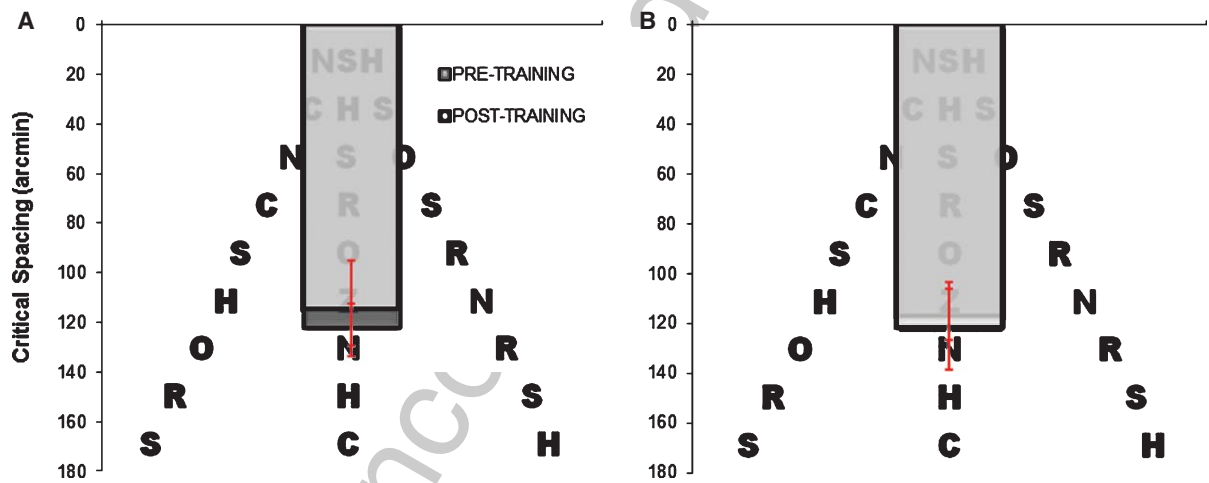 A
B
Critical Spacing (arcmin)
0
20
40
60
80
100
120
140
160
180
NSH
C H S
N S O
C R S
S O R
H Z N
O N R
R H S
S C H
PRE-TRAINING
POST-TRAINING
0
20
40
60
80
100
120
140
160
180
NSH
C H S
N S O
C R S
S O R
H Z N
O N R
R H S
S C H